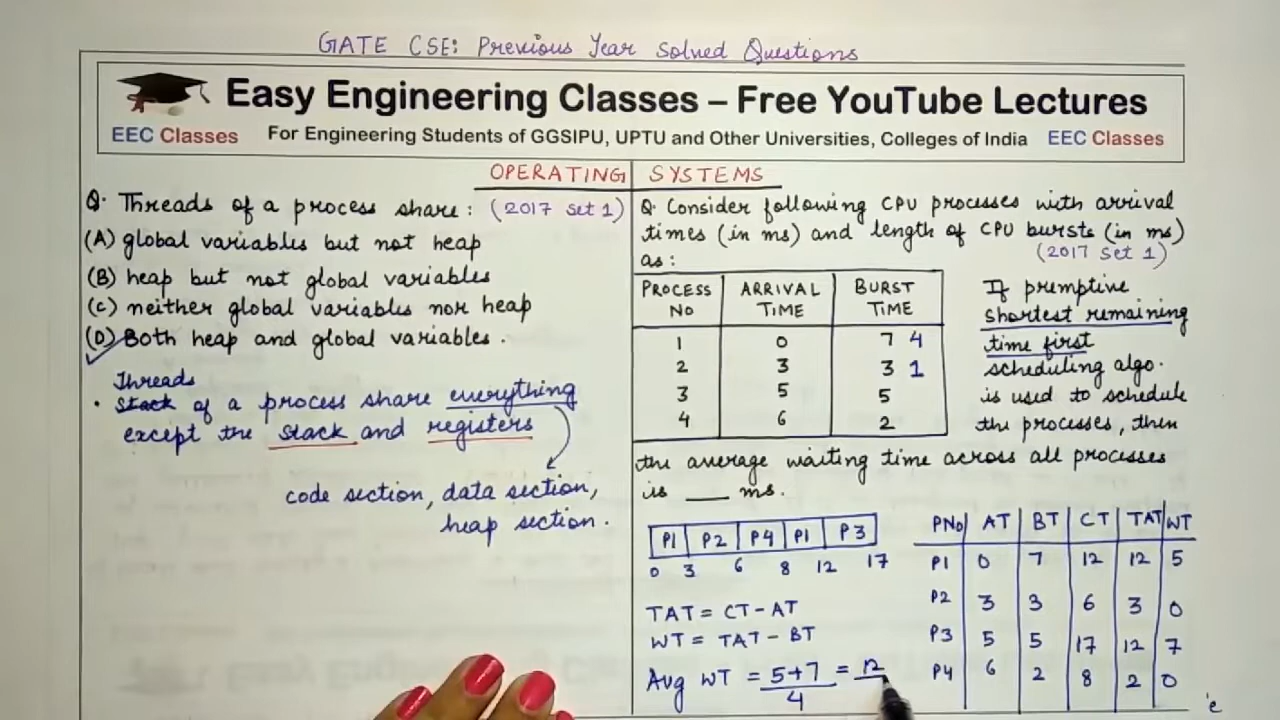 GATE CSE: Previous Year Solved Questions
Easy Engineering Classes – Free YouTube Lectures
EEC Classes For Engineering Students of GGSIPU, UPTU and Other Universities, Colleges of India EEC Classes
OPERATING SYSTEMS
Q. Threads of a process share: (2017 Set 1)
(A) global variables but not heap
(B) heap but not global variables
(C) neither global variables nor heap
(D) Both heap and global variables.
Threads
• Stack of a process share everything
except the stack and registers
code section, data section,
heap section.
Q. Consider following CPU processes with arrival
times (in ms) and length of CPU bursts (in ms)
as: (2017 Set 1)
PROCESS NO ARRIVAL TIME BURST TIME
1 0 7 4
2 3 3 1
3 5 5
4 6 2
If premptive
shortest remaining
time first
scheduling algo.
is used to schedule
the processes, then
the average waiting time across all processes
is ___ ms.
P1 P2 P4 P1 P3
0 3 6 8 12 17
TAT = CT - AT
WT = TAT - BT
Avg WT = 5+7 / 4 = 12
PNo AT BT CT TAT WT
P1 0 7 12 12 5
P2 3 3 6 3 0
P3 5 5 17 12 7
P4 6 2 8 2 0